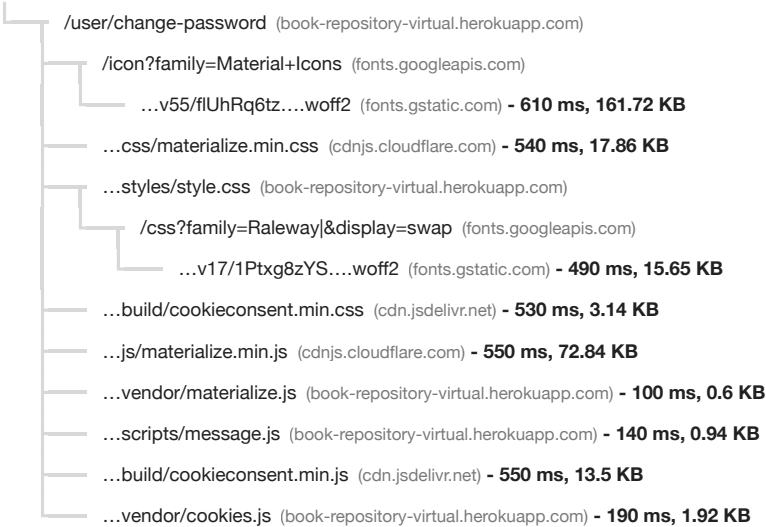 /user/change-password (book-repository-virtual.herokuapp.com)
/icon?family=Material+Icons (fonts.googleapis.com)
…v55/flUhRq6tz….woff2 (fonts.gstatic.com) - 610 ms, 161.72 KB
…css/materialize.min.css (cdnjs.cloudflare.com) - 540 ms, 17.86 KB
…styles/style.css (book-repository-virtual.herokuapp.com)
/css?family=Raleway|&display=swap (fonts.googleapis.com)
…v17/1Ptxg8zYS….woff2 (fonts.gstatic.com) - 490 ms, 15.65 KB
…build/cookieconsent.min.css (cdn.jsdelivr.net) - 530 ms, 3.14 KB
…js/materialize.min.js (cdnjs.cloudflare.com) - 550 ms, 72.84 KB
…vendor/materialize.js (book-repository-virtual.herokuapp.com) - 100 ms, 0.6 KB
…scripts/message.js (book-repository-virtual.herokuapp.com) - 140 ms, 0.94 KB
…build/cookieconsent.min.js (cdn.jsdelivr.net) - 550 ms, 13.5 KB
…vendor/cookies.js (book-repository-virtual.herokuapp.com) - 190 ms, 1.92 KB